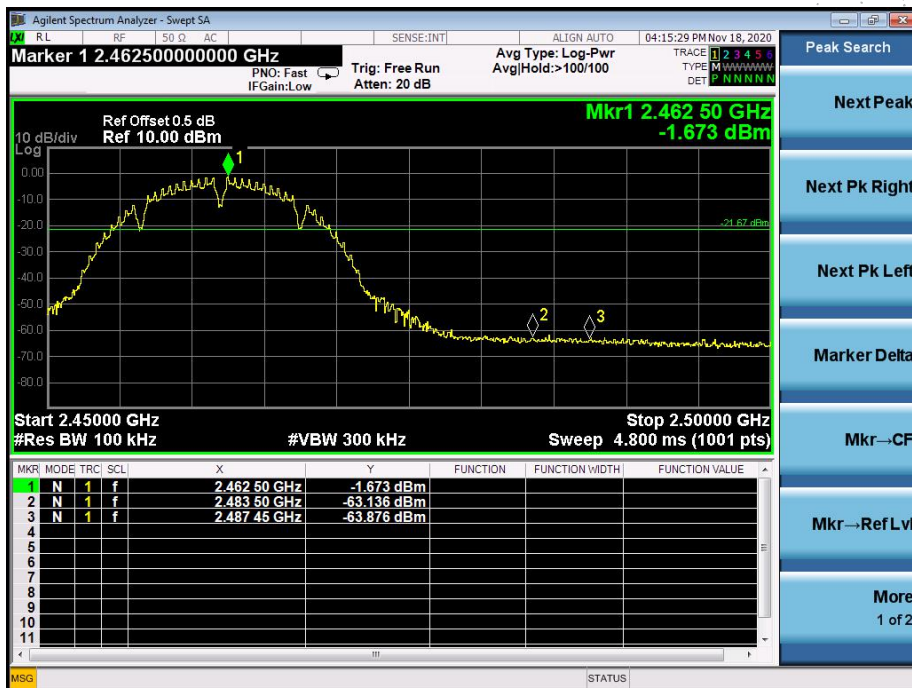 Agilent Spectrum Analyzer - Swept SA
LXI RL RF 50 Ω AC SENSE:INT ALIGN AUTO 04:15:29 PM Nov 18, 2020
Marker 1 2.462500000000 GHz
PNO: Fast
IFGain:Low
Trig: Free Run
Atten: 20 dB
Avg Type: Log-Pwr
Avg|Hold:>100/100
TRACE 1 2 3 4 5 6
TYPE M WWWWW
DET P N N N N N
Peak Search
Mkr1 2.462 50 GHz
-1.673 dBm
Ref Offset 0.5 dB
10 dB/div Ref 10.00 dBm
Log
1
0.00
-10.0
-20.0
-21.67 dBm
-30.0
-40.0
-50.0
2
3
-60.0
-70.0
-80.0
Start 2.45000 GHz Stop 2.50000 GHz
#Res BW 100 kHz #VBW 300 kHz Sweep 4.800 ms (1001 pts)
MKR MODE TRC SCL X Y FUNCTION FUNCTION WIDTH FUNCTION VALUE
1 N 1 f 2.462 50 GHz -1.673 dBm
2 N 1 f 2.483 50 GHz -63.136 dBm
3 N 1 f 2.487 45 GHz -63.876 dBm
4
5
6
7
8
9
10
11
MSG STATUS
Next Peak
Next Pk Right
Next Pk Left
Marker Delta
Mkr→CF
Mkr→Ref Lvl
More
1 of 2